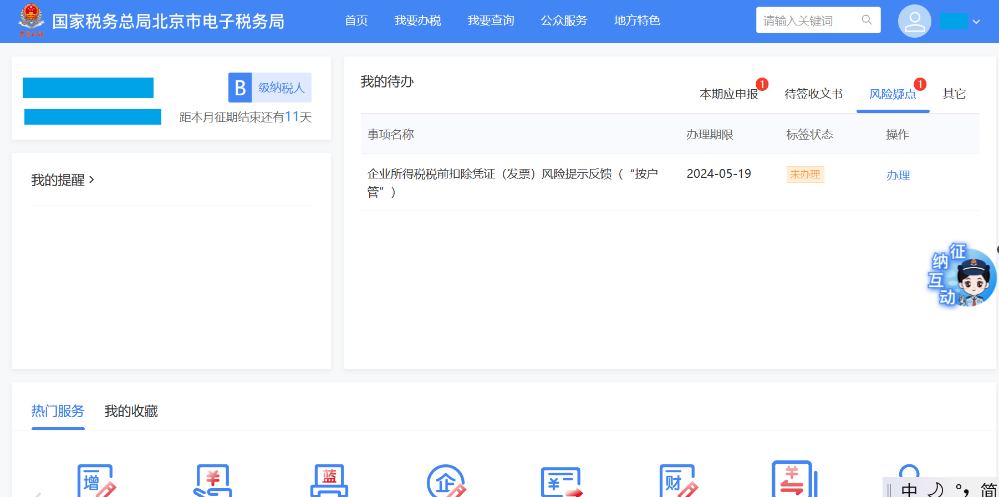 国家税务总局北京市电子税务局
首页 我要办税 我要查询 公众服务 地方特色
请输入关键词
B 级纳税人
距本月征期结束还有11天
我的待办
本期应申报 1 待签收文书 风险疑点 1 其它
事项名称 办理期限 标签状态 操作
企业所得税税前扣除凭证（发票）风险提示反馈（“按户
管”）
2024-05-19 未办理 办理
我的提醒
征
纳
互
动
热门服务 我的收藏
增 ¥ 蓝 企 ¥ 财 ¥
中 简